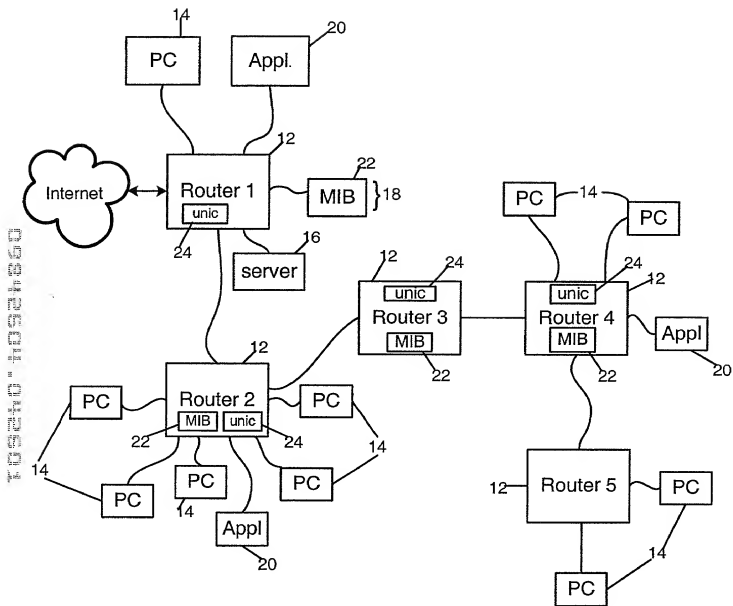 14
20
PC
Appl.
12
22
Internet
Router 1
MIB
18
unic
24
16
server
14
PC
PC
12
24
24
12
unic
unic
Router 3
Router 4
MIB
MIB
Appl
22
22
20
12
Router 2
PC
PC
MIB
unic
22
24
14
14
PC
PC
PC
14
Appl
20
12
Router 5
PC
14
PC